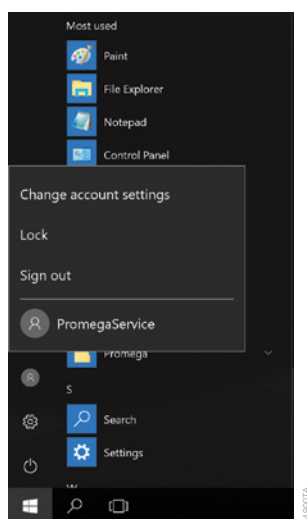 Most used
Paint
File Explorer
Notepad
Control Panel
Change account settings
Lock
Sign out
PromegaService
Promega
S
Search
Settings
W